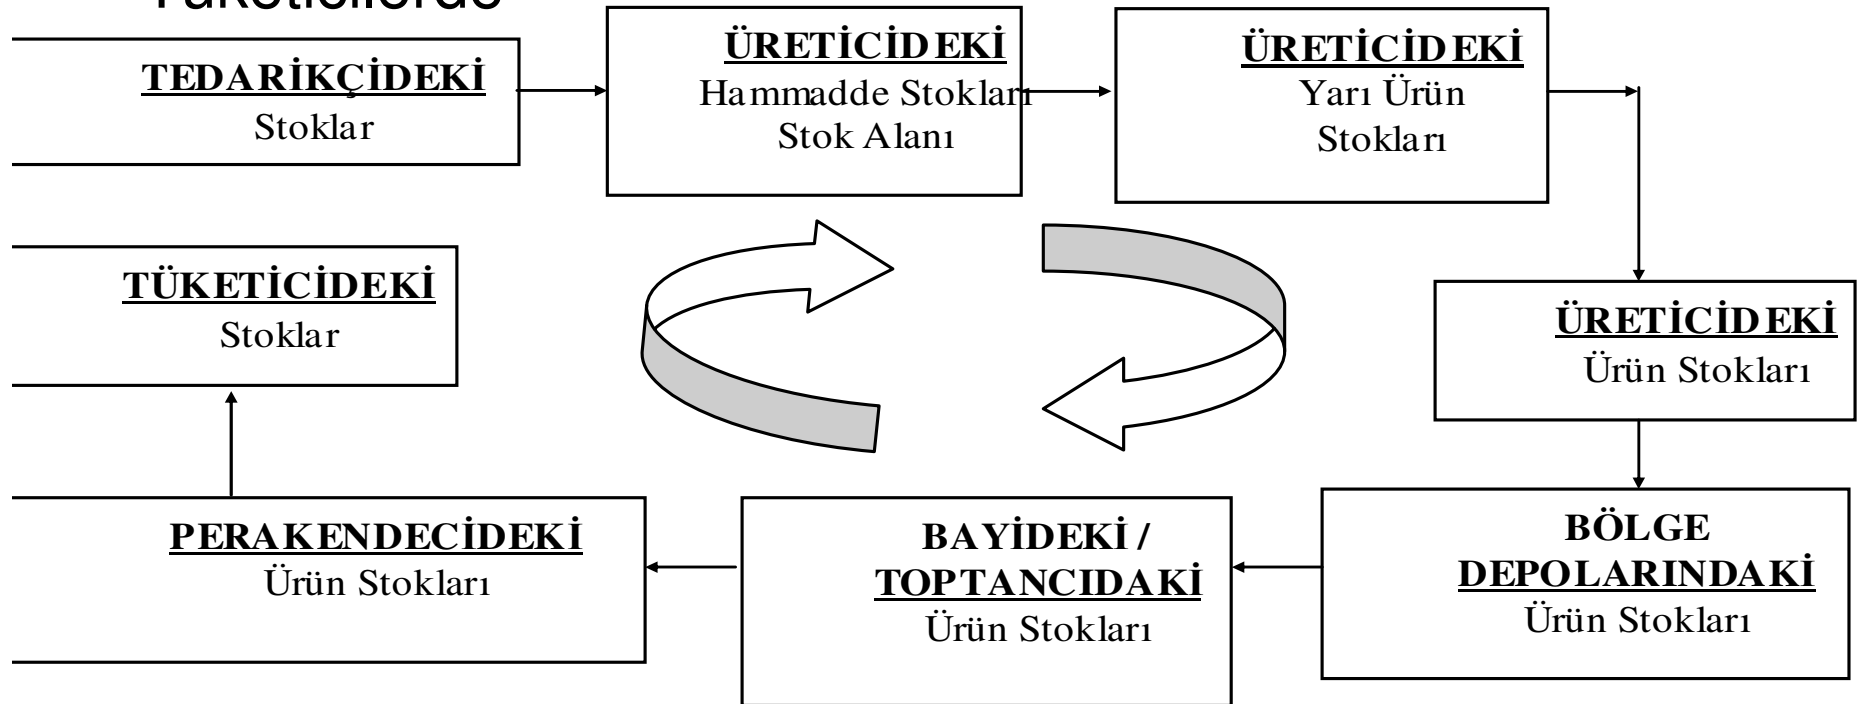 Tüketicilerde
TEDARİKÇİDEKİ
Stoklar
ÜRETİCİDEKİ
Hammadde Stokları
Stok Alanı
ÜRETİCİDEKİ
Yarı Ürün
Stokları
ÜRETİCİDEKİ
Ürün Stokları
BÖLGE
DEPOLARINDAKİ
Ürün Stokları
BAYİDEKİ /
TOPTANCIDAKİ
Ürün Stokları
PERAKENDECİDEKİ
Ürün Stokları
TÜKETİCİDEKİ
Stoklar